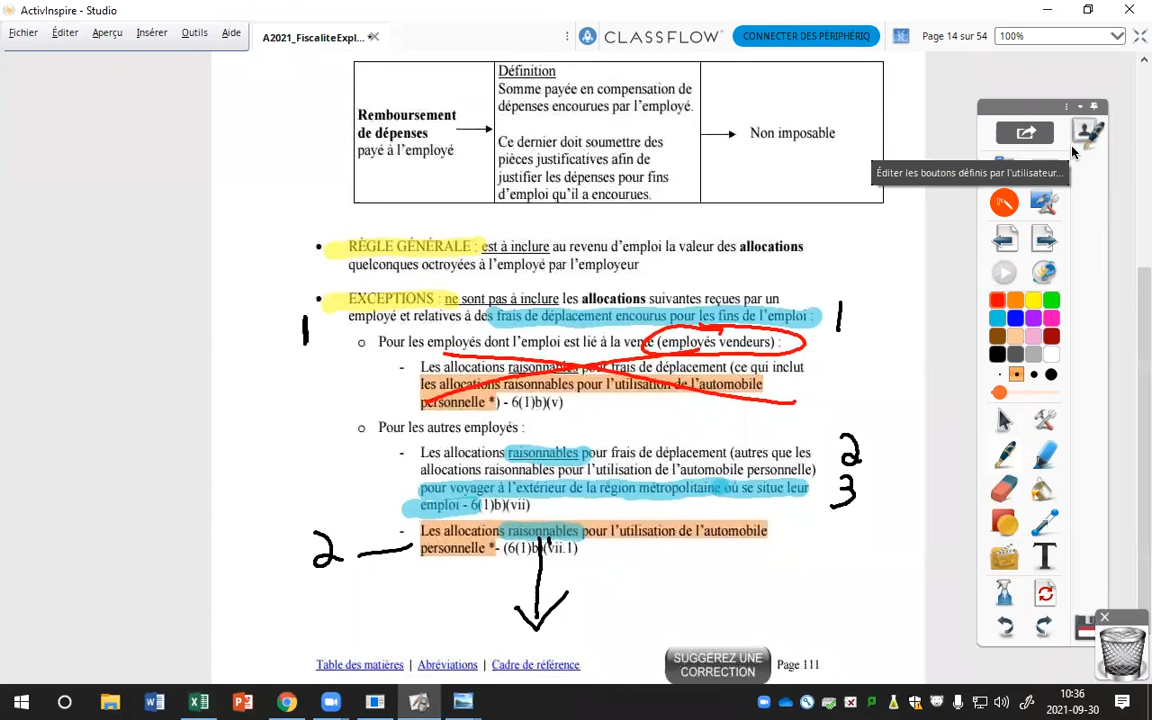 ActivInspire - Studio
Fichier Éditer Aperçu Insérer Outils Aide
A2021_FiscaliteExpl...
CLASSFLOW
CONNECTER DES PÉRIPHÉRIQ
Page 14 sur 54
100%
Remboursement
de dépenses
payé à l'employé
Définition
Somme payée en compensation de
dépenses encourues par l'employé.
Ce dernier doit soumettre des
pièces justificatives afin de
justifier les dépenses pour fins
d'emploi qu'il a encourues.
Non imposable
Éditer les boutons définis par l'utilisateur...
• RÈGLE GÉNÉRALE : est à inclure au revenu d'emploi la valeur des allocations
quelconques octroyées à l'employé par l'employeur
• EXCEPTIONS : ne sont pas à inclure les allocations suivantes reçues par un
employé et relatives à des frais de déplacement encourus pour les fins de l'emploi :
1 1
o Pour les employés dont l'emploi est lié à la vente (employés vendeurs) :
- Les allocations raisonnables pour frais de déplacement (ce qui inclut
les allocations raisonnables pour l'utilisation de l'automobile
personnelle *) - 6(1)b)(v)
o Pour les autres employés :
- Les allocations raisonnables pour frais de déplacement (autres que les
allocations raisonnables pour l'utilisation de l'automobile personnelle)
2
pour voyager à l'extérieur de la région métropolitaine où se situe leur
emploi - 6(1)b)(vii)
3
- Les allocations raisonnables pour l'utilisation de l'automobile
personnelle *- (6(1)b)(vii.1)
2
Table des matières | Abréviations | Cadre de référence
SUGGÉREZ UNE
CORRECTION
Page 111
T
10:36
2021-09-30